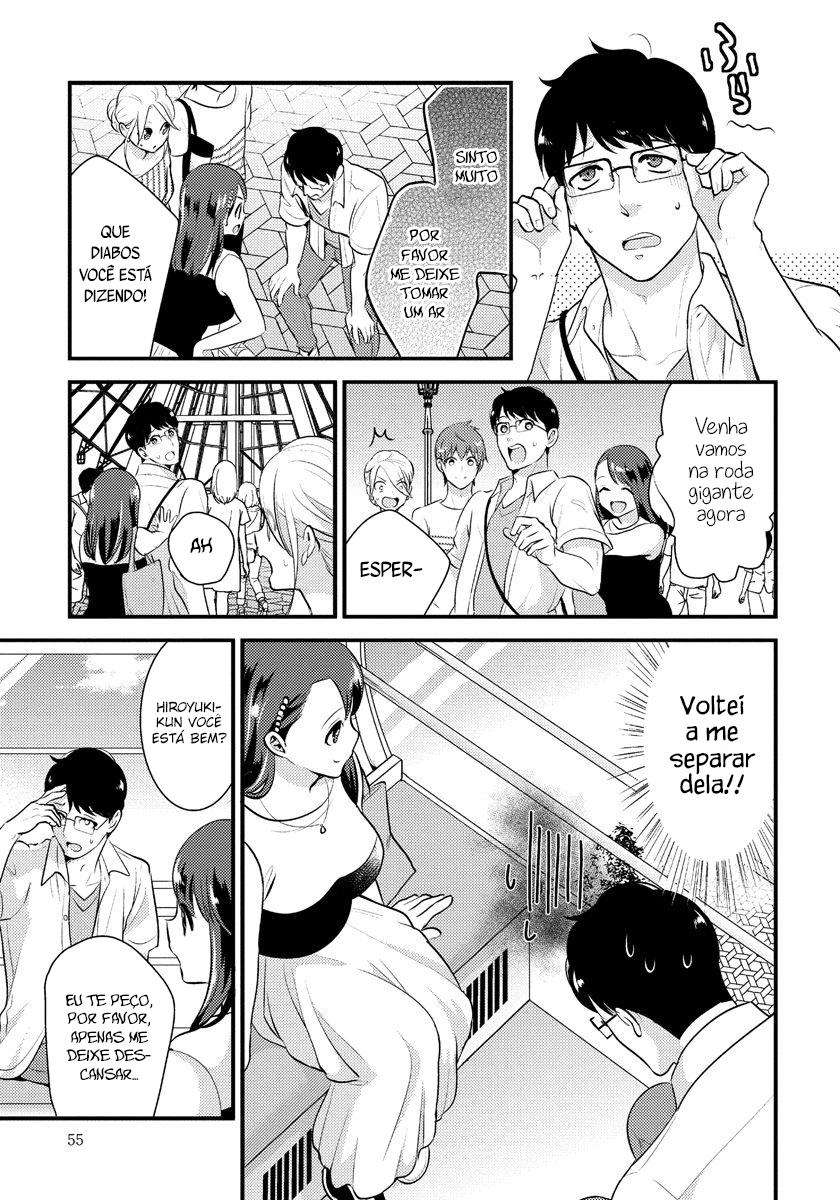 ふ
ら
SINTO
MUITO
POR
FAVOR
ME DEIXE
TOMAR
UM AR
QUE
DIABOS
VOCÊ ESTÁ
DIZENDO!
Venha
vamos
na roda
gigante
agora
ESPER-
AH
Voltei
a me
separar
dela!!
HIROYUKI-
KUN VOCÊ
ESTÁ BEM?
EU TE PEÇO,
POR FAVOR,
APENAS ME
DEIXE DES-
CANSAR...
55